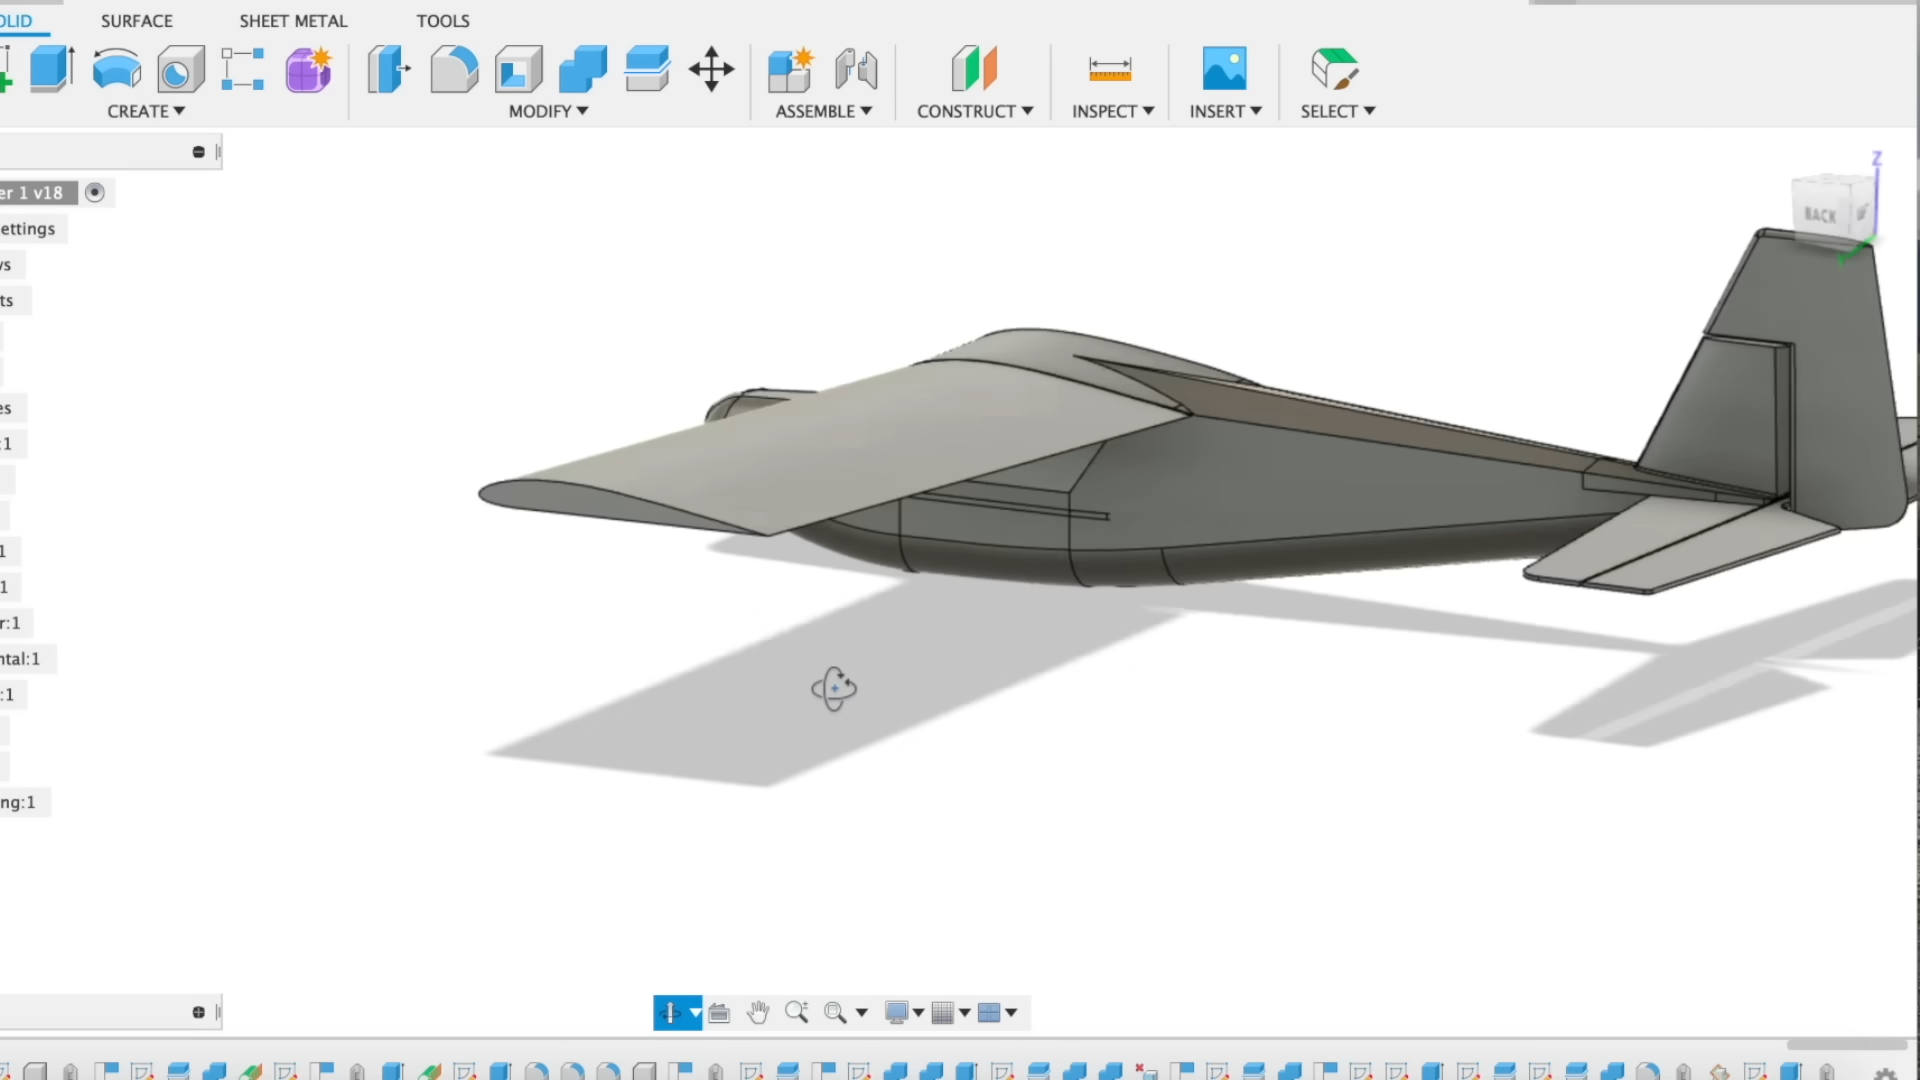 OLID SURFACE SHEET METAL TOOLS
CREATE MODIFY ASSEMBLE CONSTRUCT INSPECT INSERT SELECT
er 1 v18
ettings
vs
ts
es
:1
1
1
r:1
ntal:1
:1
ng:1
Z
BACK